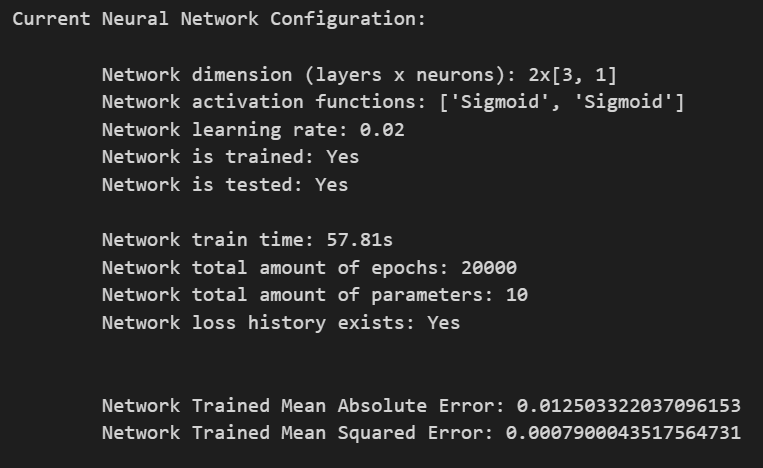 Current Neural Network Configuration:
Network dimension (layers x neurons): 2x[3, 1]
Network activation functions: ['Sigmoid', 'Sigmoid']
Network learning rate: 0.02
Network is trained: Yes
Network is tested: Yes
Network train time: 57.81s
Network total amount of epochs: 20000
Network total amount of parameters: 10
Network loss history exists: Yes
Network Trained Mean Absolute Error: 0.012503322037096153
Network Trained Mean Squared Error: 0.0007900043517564731